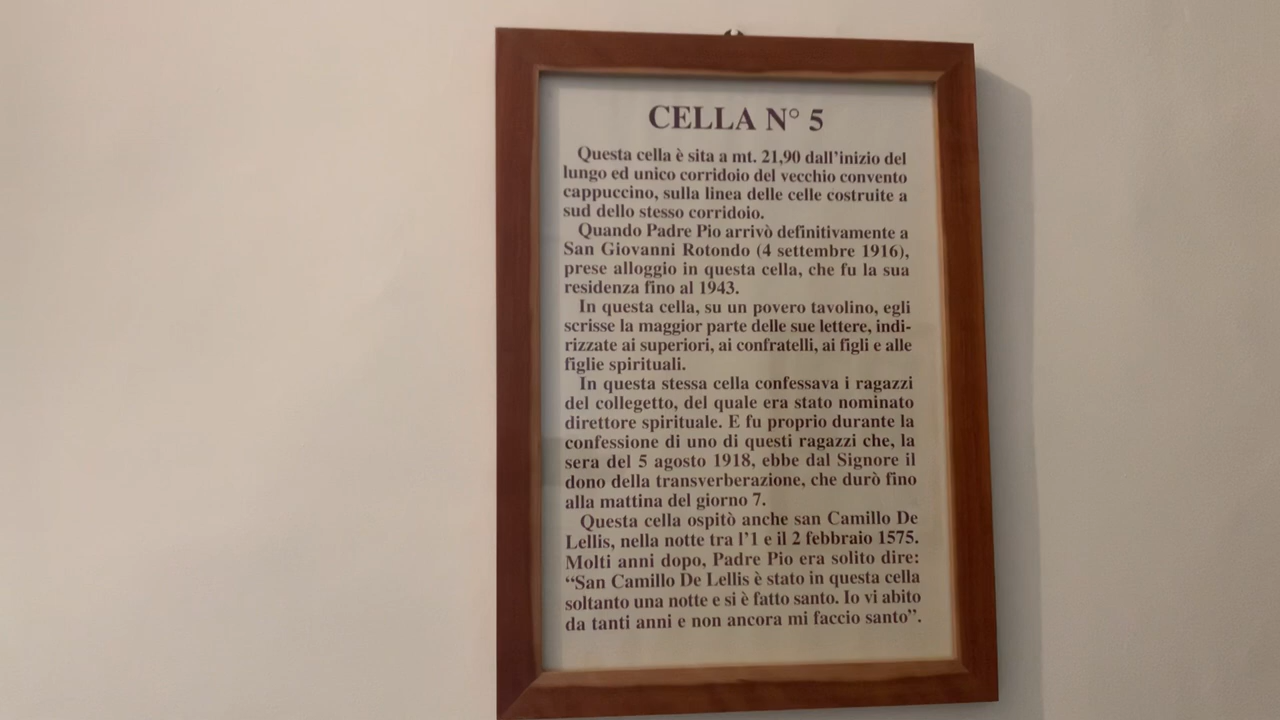 CELLA N° 5
Questa cella è sita a mt. 21,90 dall'inizio del
lungo ed unico corridoio del vecchio convento
cappuccino, sulla linea delle celle costruite a
sud dello stesso corridoio.
Quando Padre Pio arrivò definitivamente a
San Giovanni Rotondo (4 settembre 1916),
prese alloggio in questa cella, che fu la sua
residenza fino al 1943.
In questa cella, su un povero tavolino, egli
scrisse la maggior parte delle sue lettere, indi-
rizzate ai superiori, ai confratelli, ai figli e alle
figlie spirituali.
In questa stessa cella confessava i ragazzi
del collegetto, del quale era stato nominato
direttore spirituale. E fu proprio durante la
confessione di uno di questi ragazzi che, la
sera del 5 agosto 1918, ebbe dal Signore il
dono della transverberazione, che durò fino
alla mattina del giorno 7.
Questa cella ospitò anche san Camillo De
Lellis, nella notte tra l'1 e il 2 febbraio 1575.
Molti anni dopo, Padre Pio era solito dire:
“San Camillo De Lellis è stato in questa cella
soltanto una notte e si è fatto santo. Io vi abito
da tanti anni e non ancora mi faccio santo”.